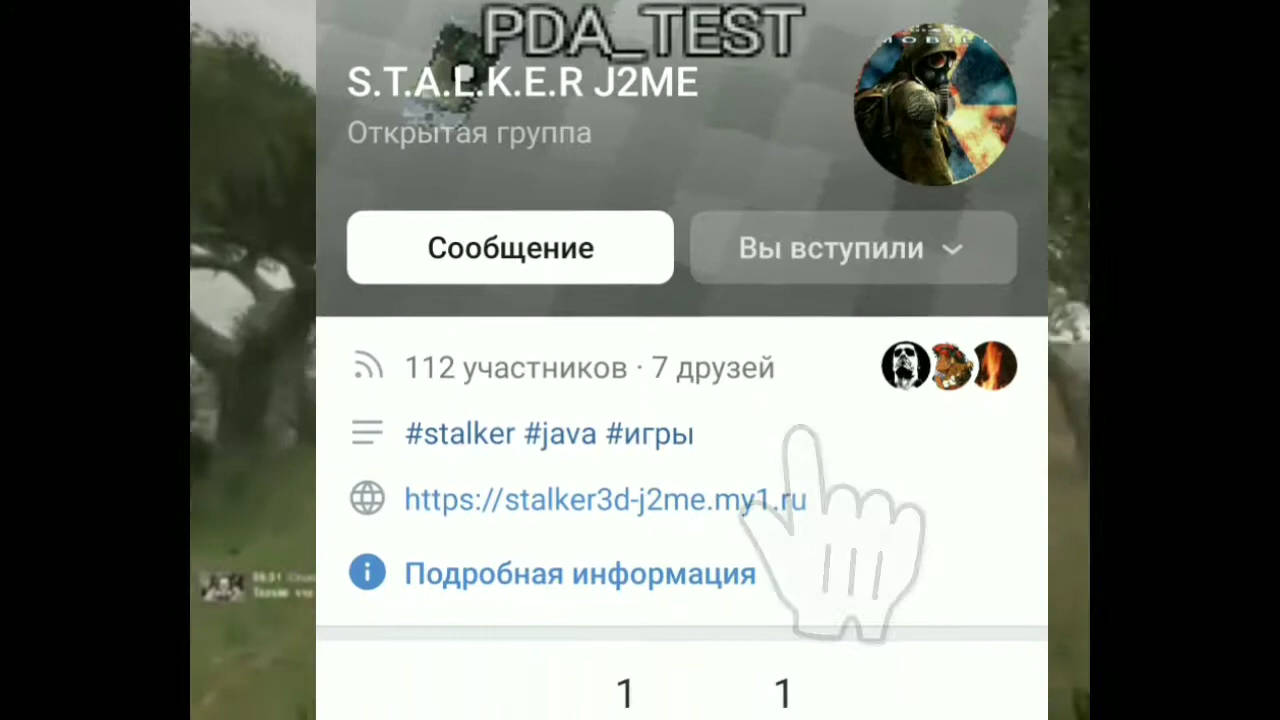 PDA_TEST
S.T.A.L.K.E.R J2ME
Открытая группа
Сообщение
Вы вступили
112 участников · 7 друзей
#stalker #java #игры
https://stalker3d-j2me.my1.ru
Подробная информация
1 1